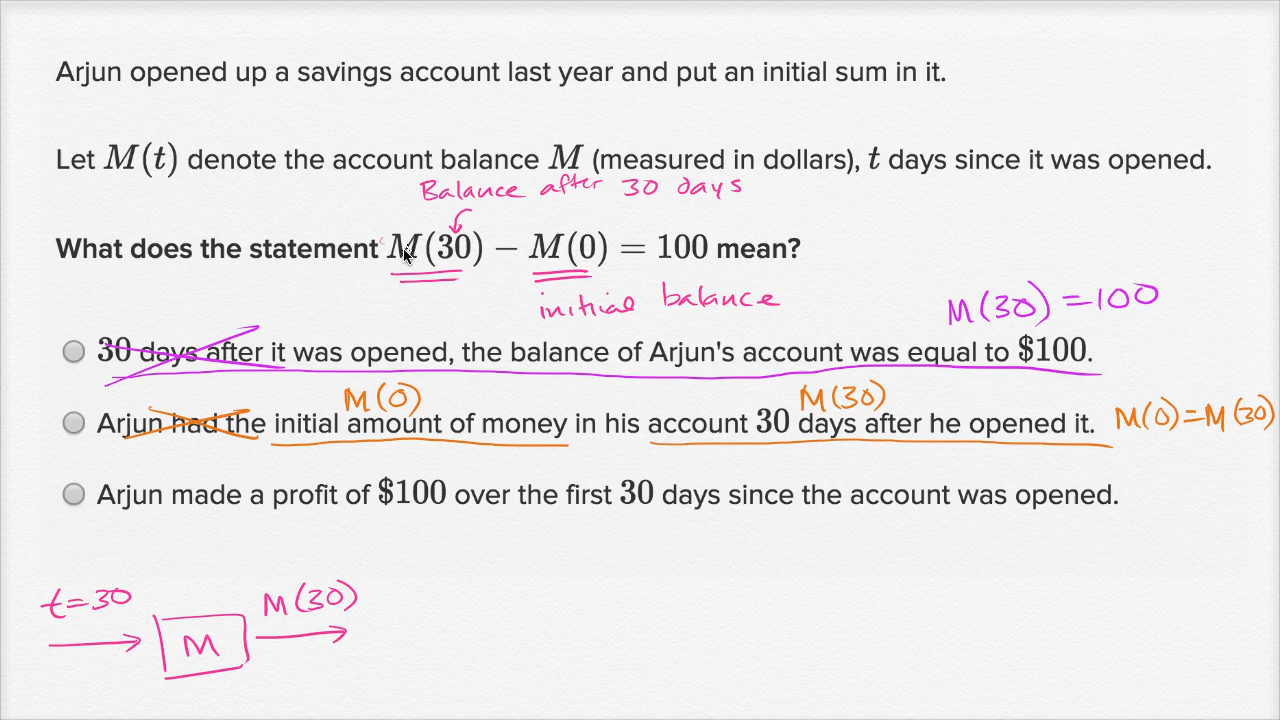 Arjun opened up a savings account last year and put an initial sum in it.
Let M(t) denote the account balance M (measured in dollars), t days since it was opened.
Balance after 30 days
What does the statement M(30) − M(0) = 100 mean?
initial balance
M(30) =100
30 days after it was opened, the balance of Arjun's account was equal to $100.
M(0) M(30)
Arjun had the initial amount of money in his account 30 days after he opened it. M(0)=M(30)
Arjun made a profit of $100 over the first 30 days since the account was opened.
t=30 M(30)
M